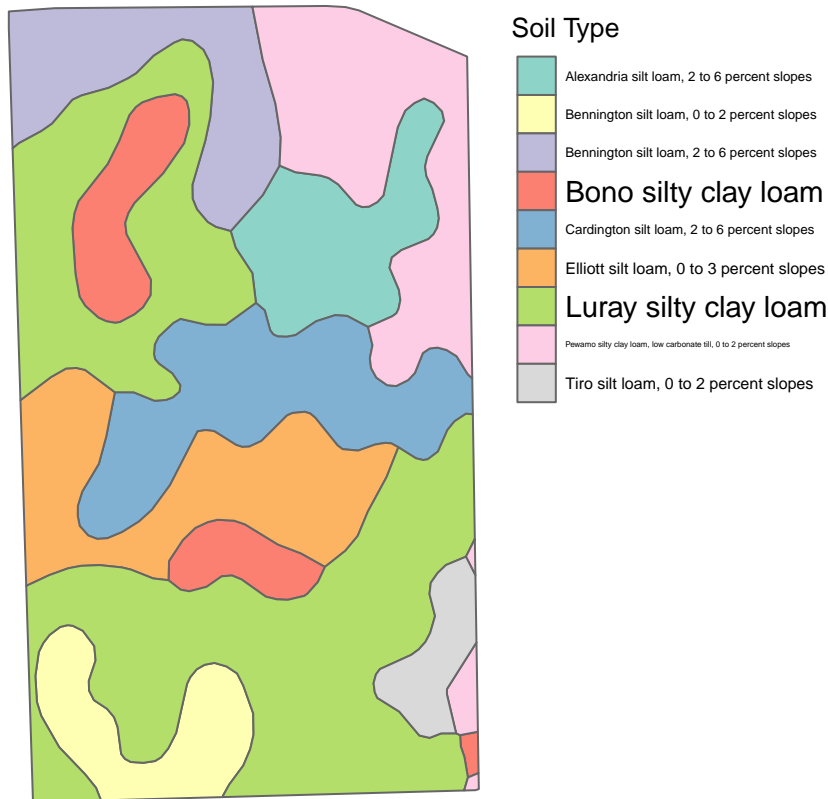 Soil Type
Alexandria silt loam, 2 to 6 percent slopes
Bennington silt loam, 0 to 2 percent slopes
Bennington silt loam, 2 to 6 percent slopes
Bono silty clay loam
Cardington silt loam, 2 to 6 percent slopes
Elliott silt loam, 0 to 3 percent slopes
Luray silty clay loam
Pewamo silty clay loam, low carbonate till, 0 to 2 percent slopes
Tiro silt loam, 0 to 2 percent slopes